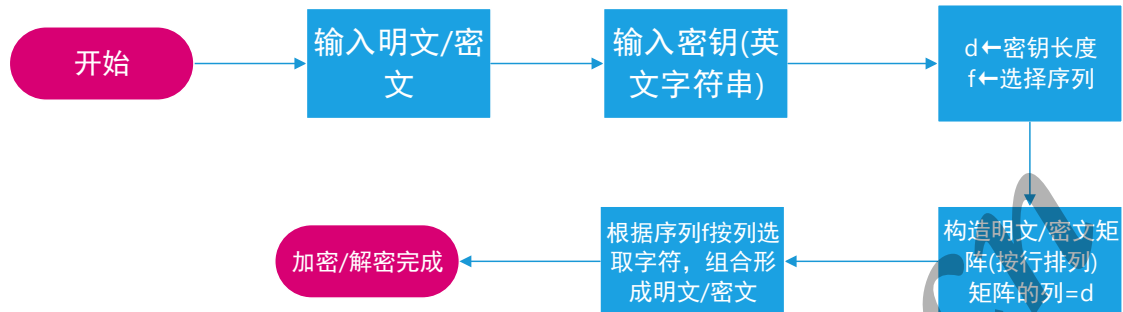 开始
输入明文/密
文
输入密钥(英
文字符串)
d←密钥长度
f←选择序列
构造明文/密文矩
阵(按行排列)
矩阵的列=d
根据序列f按列选
取字符，组合形
成明文/密文
加密/解密完成